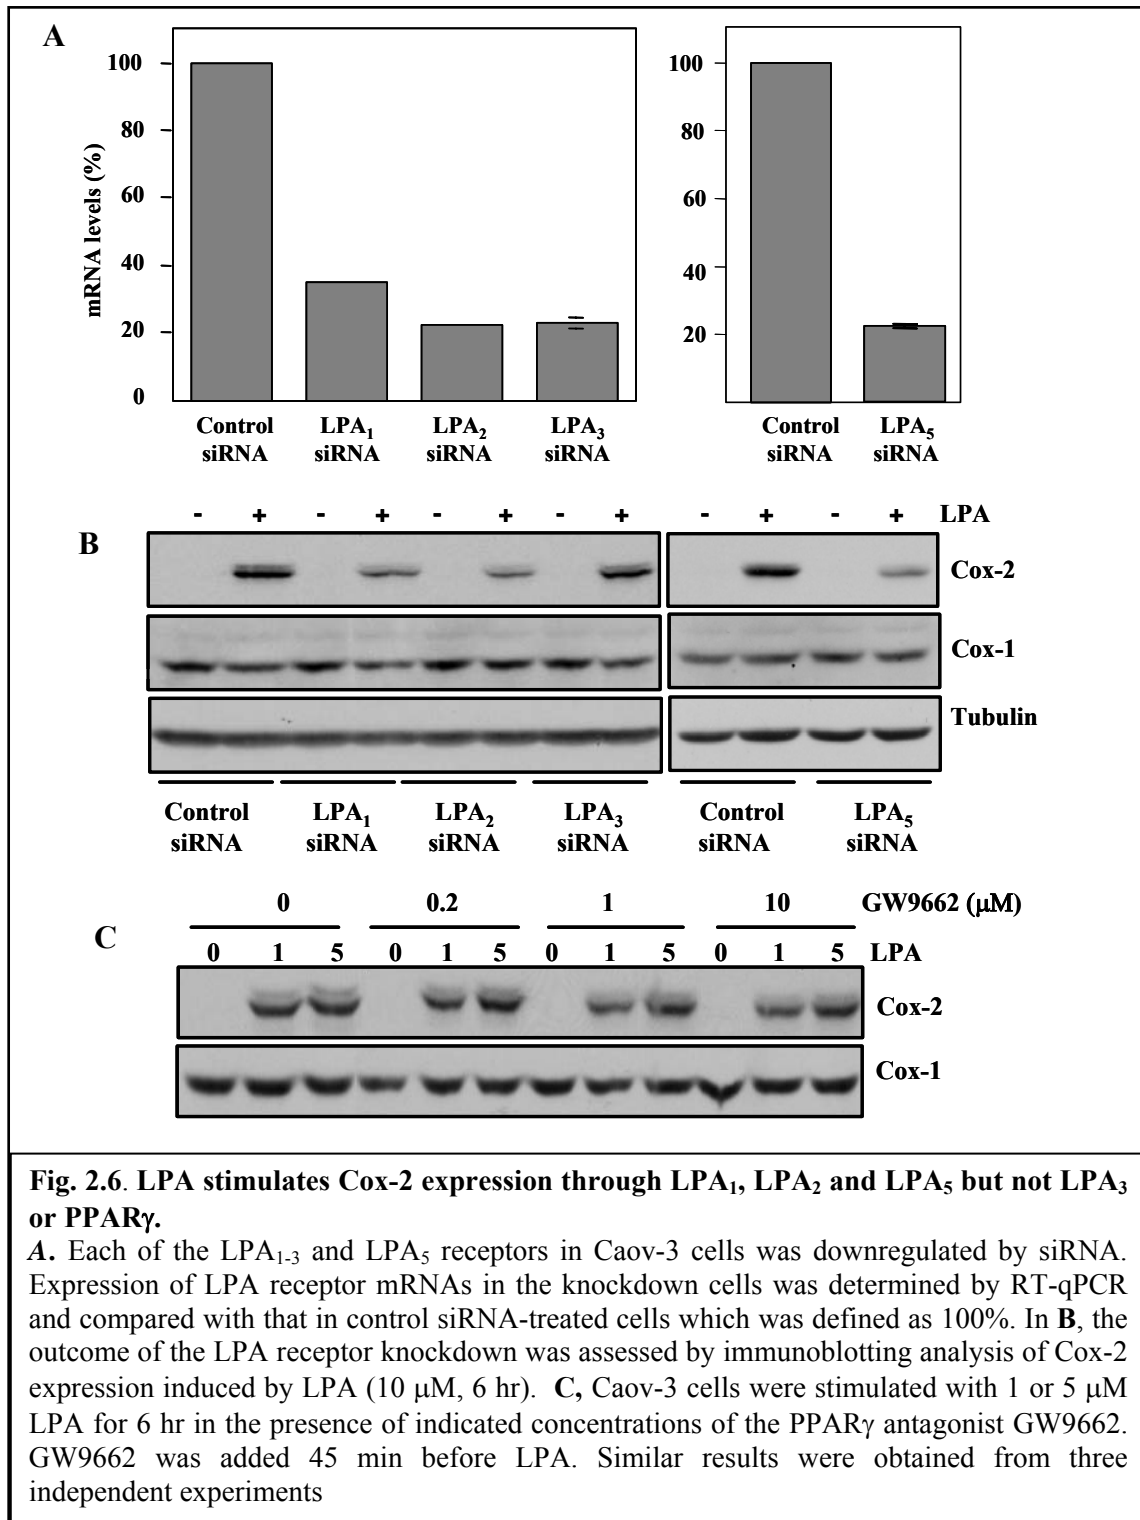 A
100
80
60
40
20
0
mRNA levels (%)
Control siRNA
LPA₁ siRNA
LPA₂ siRNA
LPA₃ siRNA
100
80
60
40
20
Control siRNA
LPA₅ siRNA
- + - + - + - + - + - + LPA
B
Cox-2
Cox-1
Tubulin
Control siRNA
LPA₁ siRNA
LPA₂ siRNA
LPA₃ siRNA
Control siRNA
LPA₅ siRNA
0 0.2 1 10 GW9662 (μM)
C
0 1 5 0 1 5 0 1 5 0 1 5 LPA
Cox-2
Cox-1
Fig. 2.6. LPA stimulates Cox-2 expression through LPA₁, LPA₂ and LPA₅ but not LPA₃
or PPARγ.
A. Each of the LPA₁₋₃ and LPA₅ receptors in Caov-3 cells was downregulated by siRNA.
Expression of LPA receptor mRNAs in the knockdown cells was determined by RT-qPCR
and compared with that in control siRNA-treated cells which was defined as 100%. In B, the
outcome of the LPA receptor knockdown was assessed by immunoblotting analysis of Cox-2
expression induced by LPA (10 μM, 6 hr). C, Caov-3 cells were stimulated with 1 or 5 μM
LPA for 6 hr in the presence of indicated concentrations of the PPARγ antagonist GW9662.
GW9662 was added 45 min before LPA. Similar results were obtained from three
independent experiments